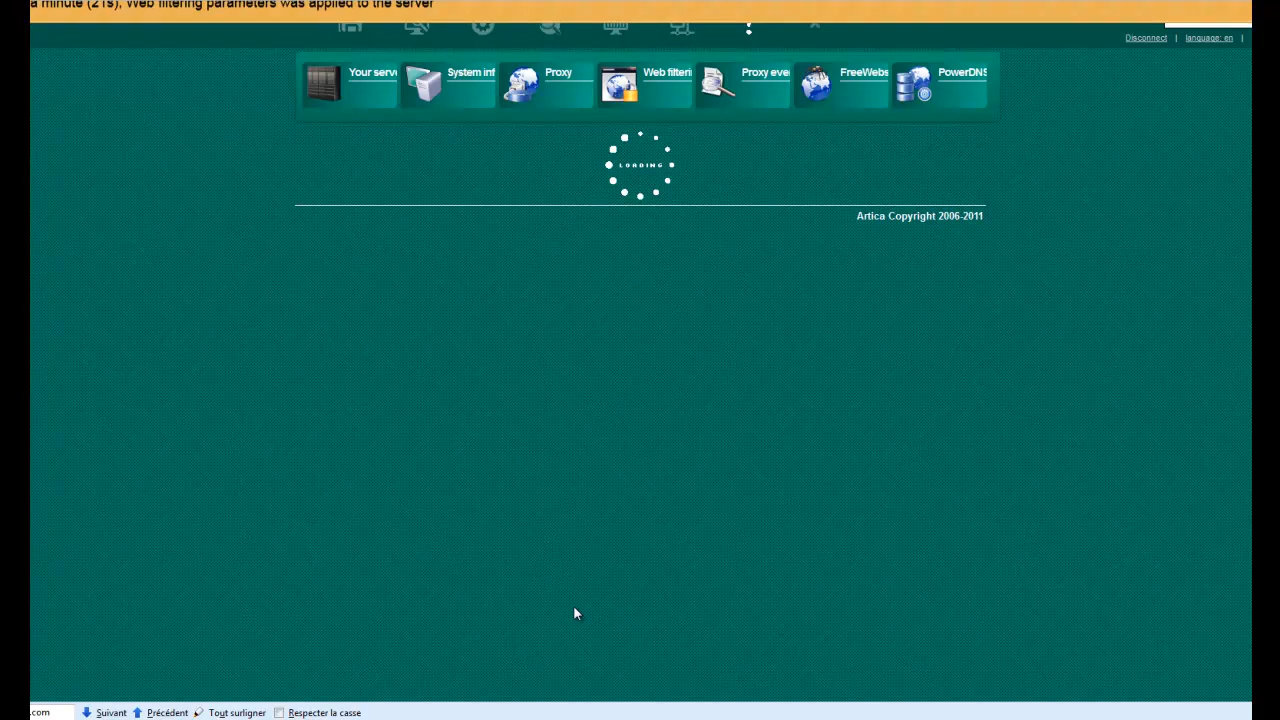 a minute (21s), Web filtering parameters was applied to the server
Disconnect | language: en |
Your serve
System inf
Proxy
Web filteri
Proxy eve
FreeWebs
PowerDNS
LOADING
Artica Copyright 2006-2011
.com
Suivant
Précédent
Tout surligner
Respecter la casse